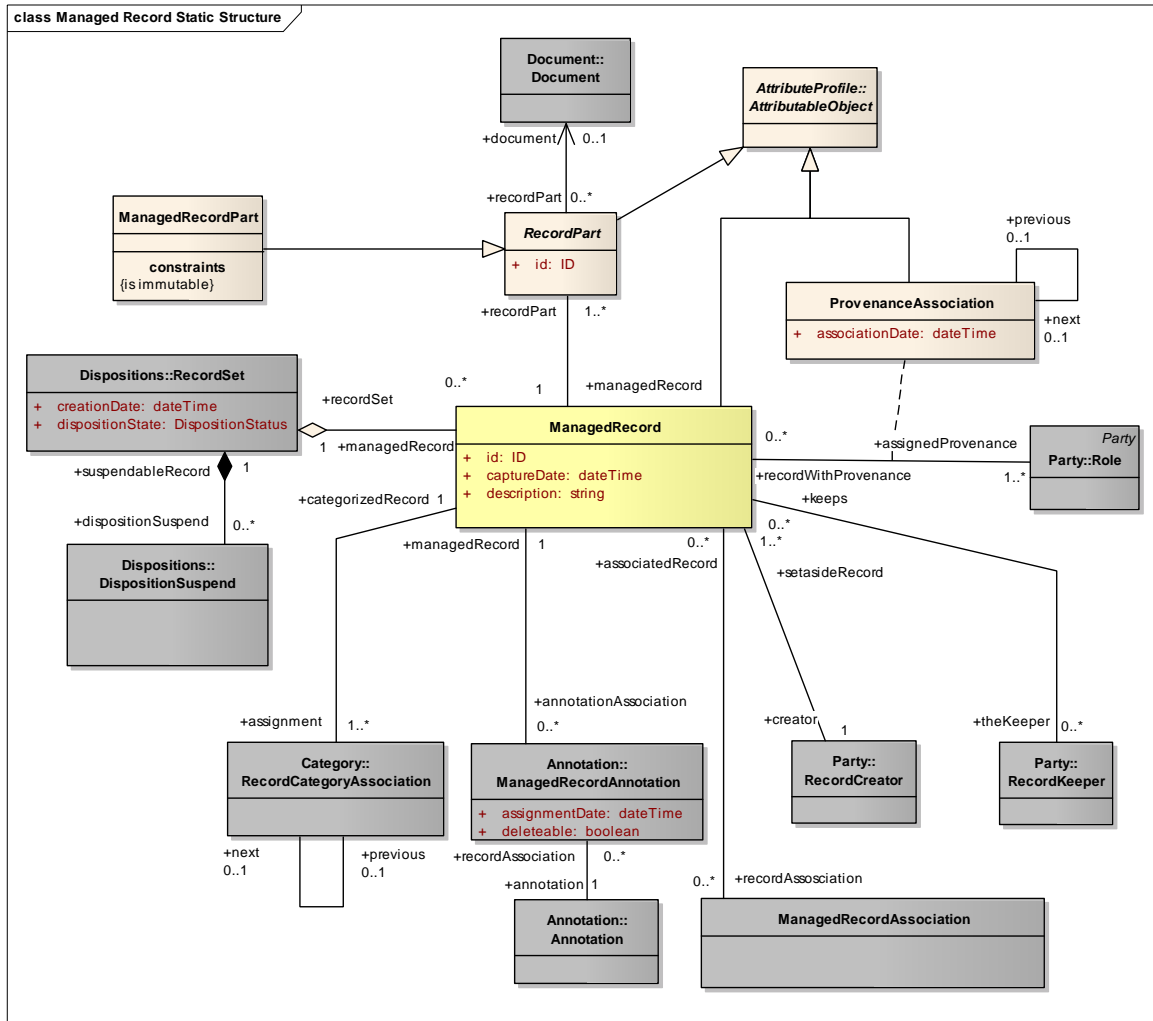 class Managed Record Static Structure
Document::
Document
AttributeProfile::
AttributableObject
+document
0..1
+recordPart
0..*
ManagedRecordPart
constraints
{is immutable}
RecordPart
+ id: ID
+previous
0..1
ProvenanceAssociation
+ associationDate: dateTime
+next
0..1
+recordPart
1..*
Dispositions::RecordSet
+ creationDate: dateTime
+ dispositionState: DispositionStatus
0..*
+recordSet
1
+managedRecord
1
+managedRecord
ManagedRecord
+ id: ID
+ captureDate: dateTime
+ description: string
0..*
+assignedProvenance
+recordWithProvenance
1..*
Party
Party::Role
+suspendableRecord
1
+categorizedRecord
1
+keeps
+dispositionSuspend
0..*
+managedRecord
1
0..*
+associatedRecord
0..*
1..*
+setasideRecord
Dispositions::
DispositionSuspend
+annotationAssociation
0..*
+assignment
1..*
+creator
1
+theKeeper
0..*
Category::
RecordCategoryAssociation
Annotation::
ManagedRecordAnnotation
+ assignmentDate: dateTime
+ deleteable: boolean
Party::
RecordCreator
Party::
RecordKeeper
+next
0..1
+previous
0..1
+recordAssociation
0..*
+annotation
1
0..*
+recordAssosciation
Annotation::
Annotation
ManagedRecordAssociation